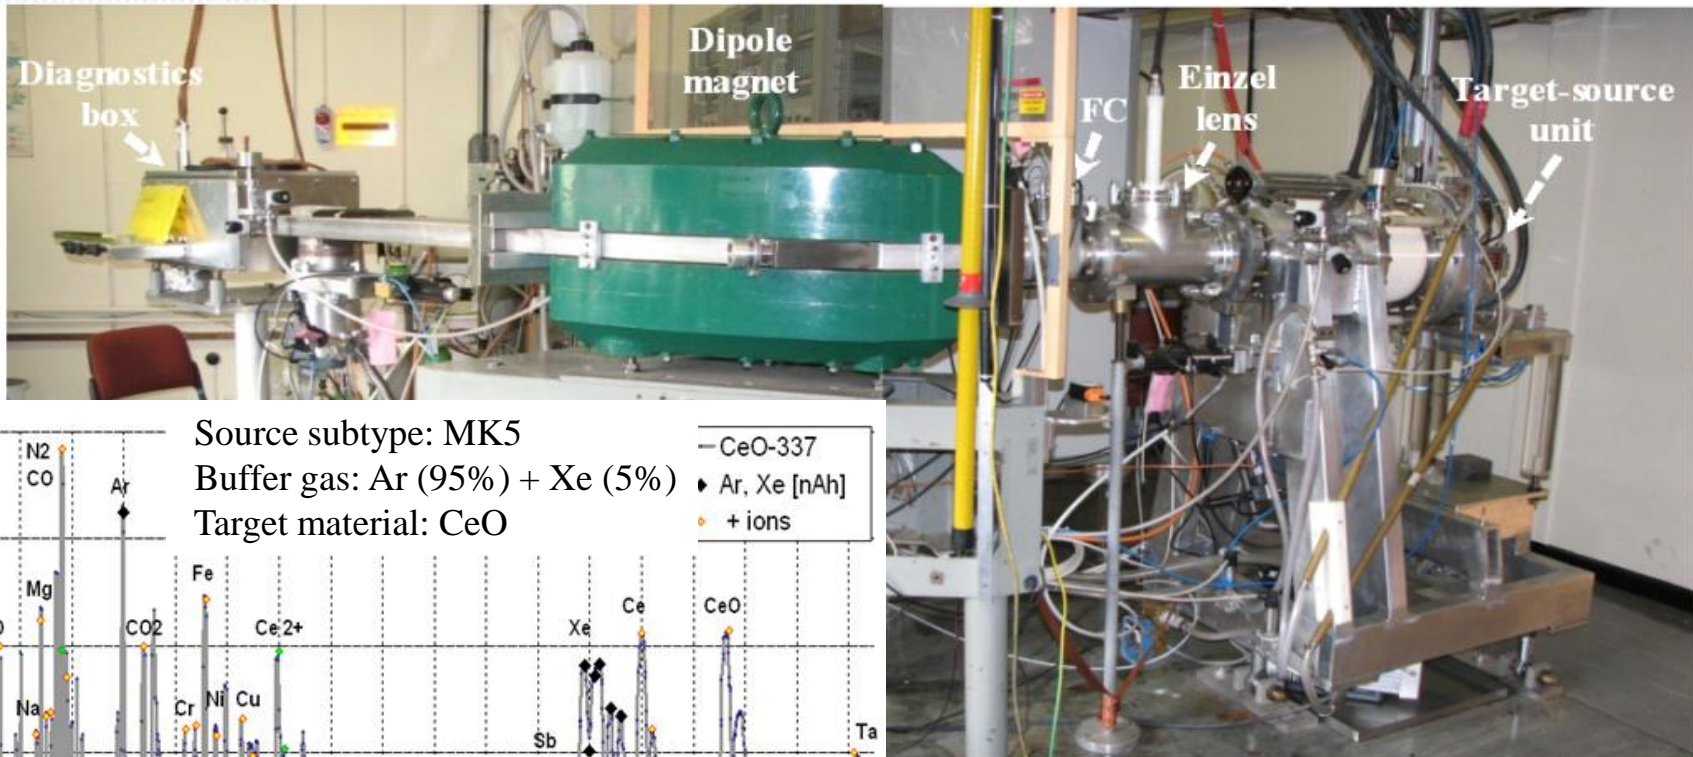 Diagnostics
box
Dipole
magnet
FC
Einzel
lens
Target-source
unit
Source subtype: MK5
Buffer gas: Ar (95%) + Xe (5%)
Target material: CeO
CeO-337
Ar, Xe [nAh]
+ ions
N2
CO
Ar
Mg
Fe
CO2
Ce 2+
Xe
Ce
CeO
Na
Cr
Ni
Cu
Sb
Ta